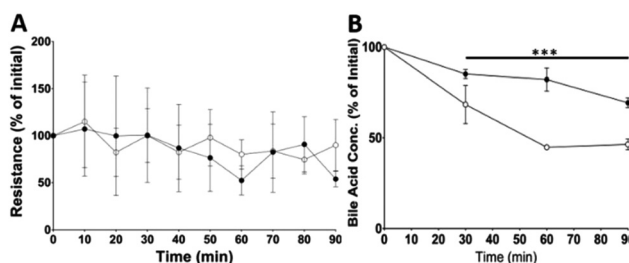 A
Resistance (% of initial)
200
150
100
50
0
0 10 20 30 40 50 60 70 80 90
Time (min)
B
Bile Acid Conc. (% of Initial)
***
100
50
0
0 10 20 30 40 50 60 70 80 90
Time (min)